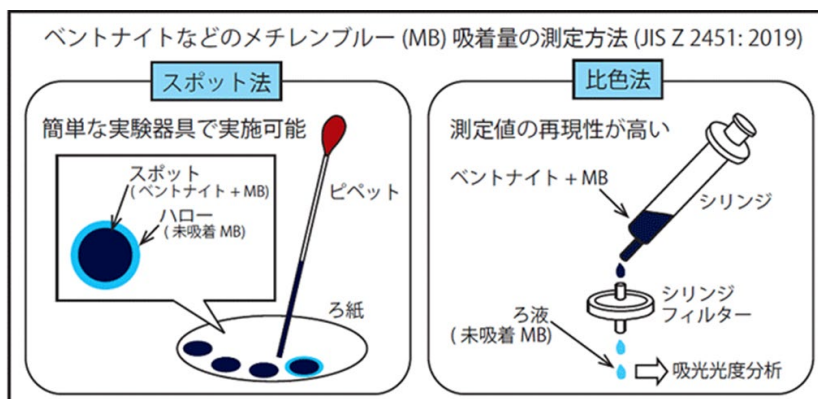 ベントナイトなどのメチレンブルー (MB) 吸着量の測定方法 (JIS Z 2451: 2019)
スポット法
簡単な実験器具で実施可能
スポット
(ベントナイト + MB)
ハロー
( 未吸着 MB)
ピペット
ろ紙
比色法
測定値の再現性が高い
ベントナイト + MB
シリンジ
シリンジ
フィルター
ろ液
( 未吸着 MB)
吸光光度分析